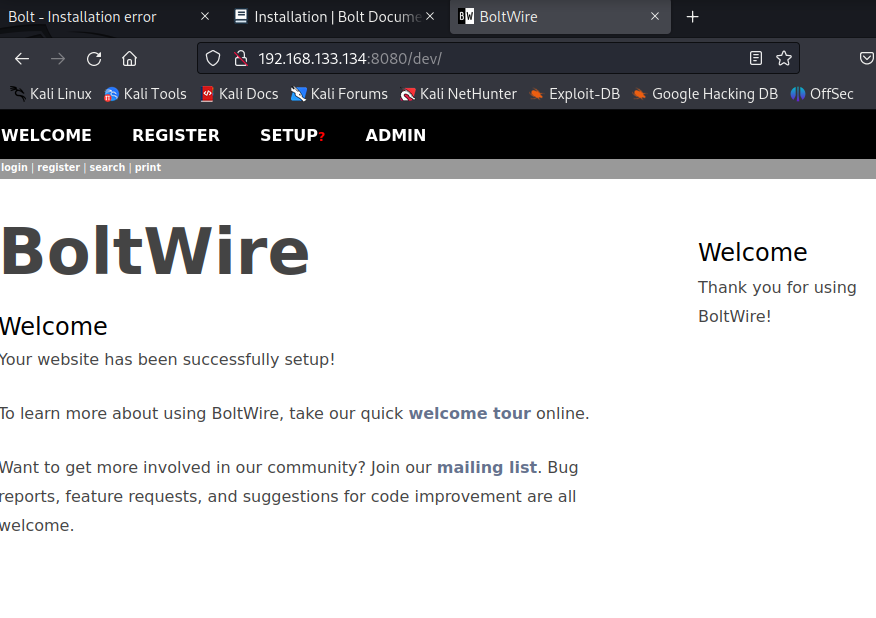 Bolt - Installation error
Installation | Bolt Docume
BoltWire
192.168.133.134:8080/dev/
Kali Linux Kali Tools Kali Docs Kali Forums Kali NetHunter Exploit-DB Google Hacking DB OffSec
WELCOME REGISTER SETUP? ADMIN
login | register | search | print
BoltWire
Welcome
Your website has been successfully setup!
To learn more about using BoltWire, take our quick welcome tour online.
Want to get more involved in our community? Join our mailing list. Bug
reports, feature requests, and suggestions for code improvement are all
welcome.
Welcome
Thank you for using
BoltWire!